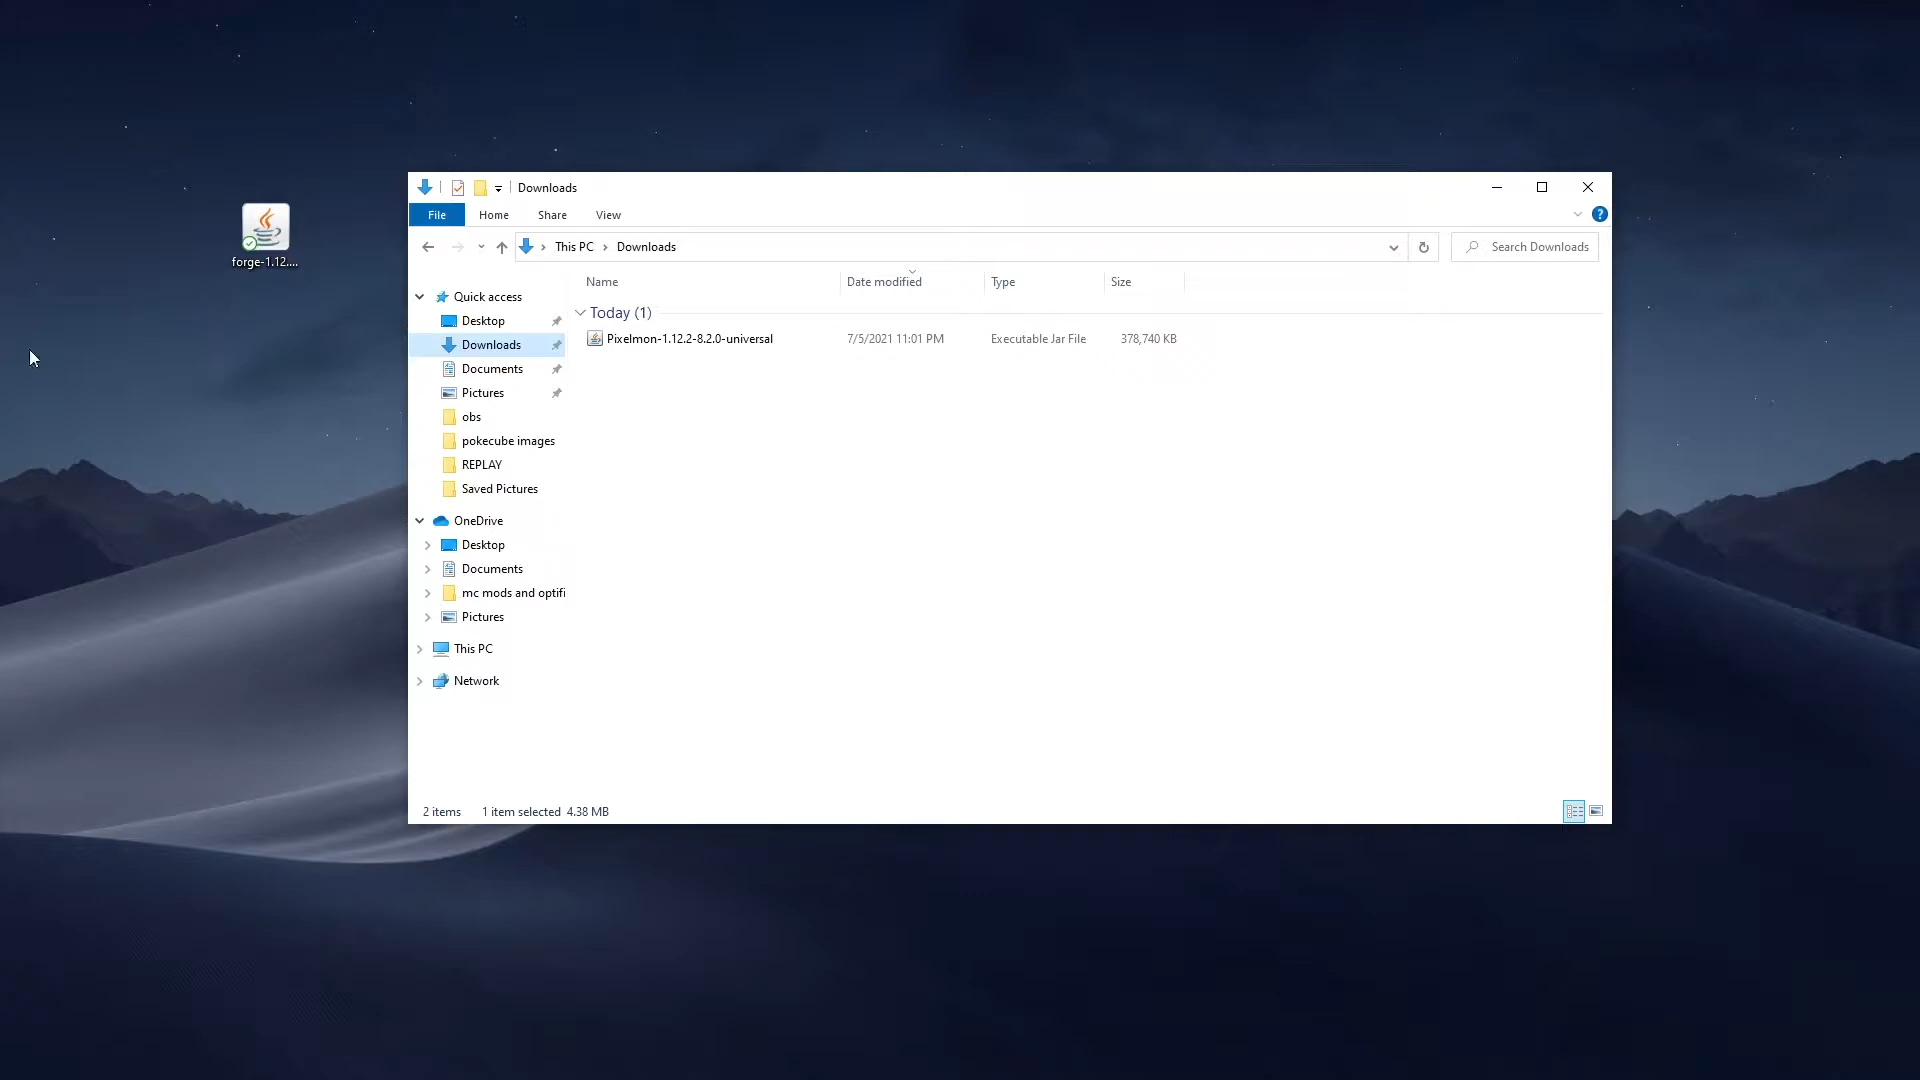 Downloads
File Home Share View
This PC Downloads Search Downloads
forge-1.12....
Name Date modified Type Size
Quick access
Today (1)
Desktop
Pixelmon-1.12.2-8.2.0-universal 7/5/2021 11:01 PM Executable Jar File 378,740 KB
Downloads
Documents
Pictures
obs
pokecube images
REPLAY
Saved Pictures
OneDrive
Desktop
Documents
mc mods and optifi
Pictures
This PC
Network
2 items 1 item selected 4.38 MB